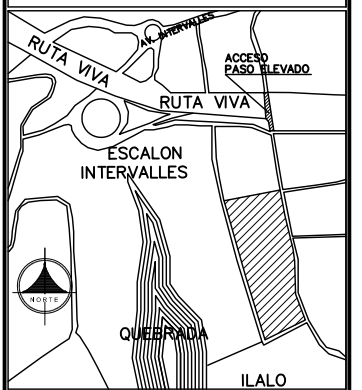 AV. INTERVALLES
RUTA VIVA
ACCESO
PASO ELEVADO
RUTA VIVA
ESCALON
INTERVALLES
NORTE
QUEBRADA
ILALO